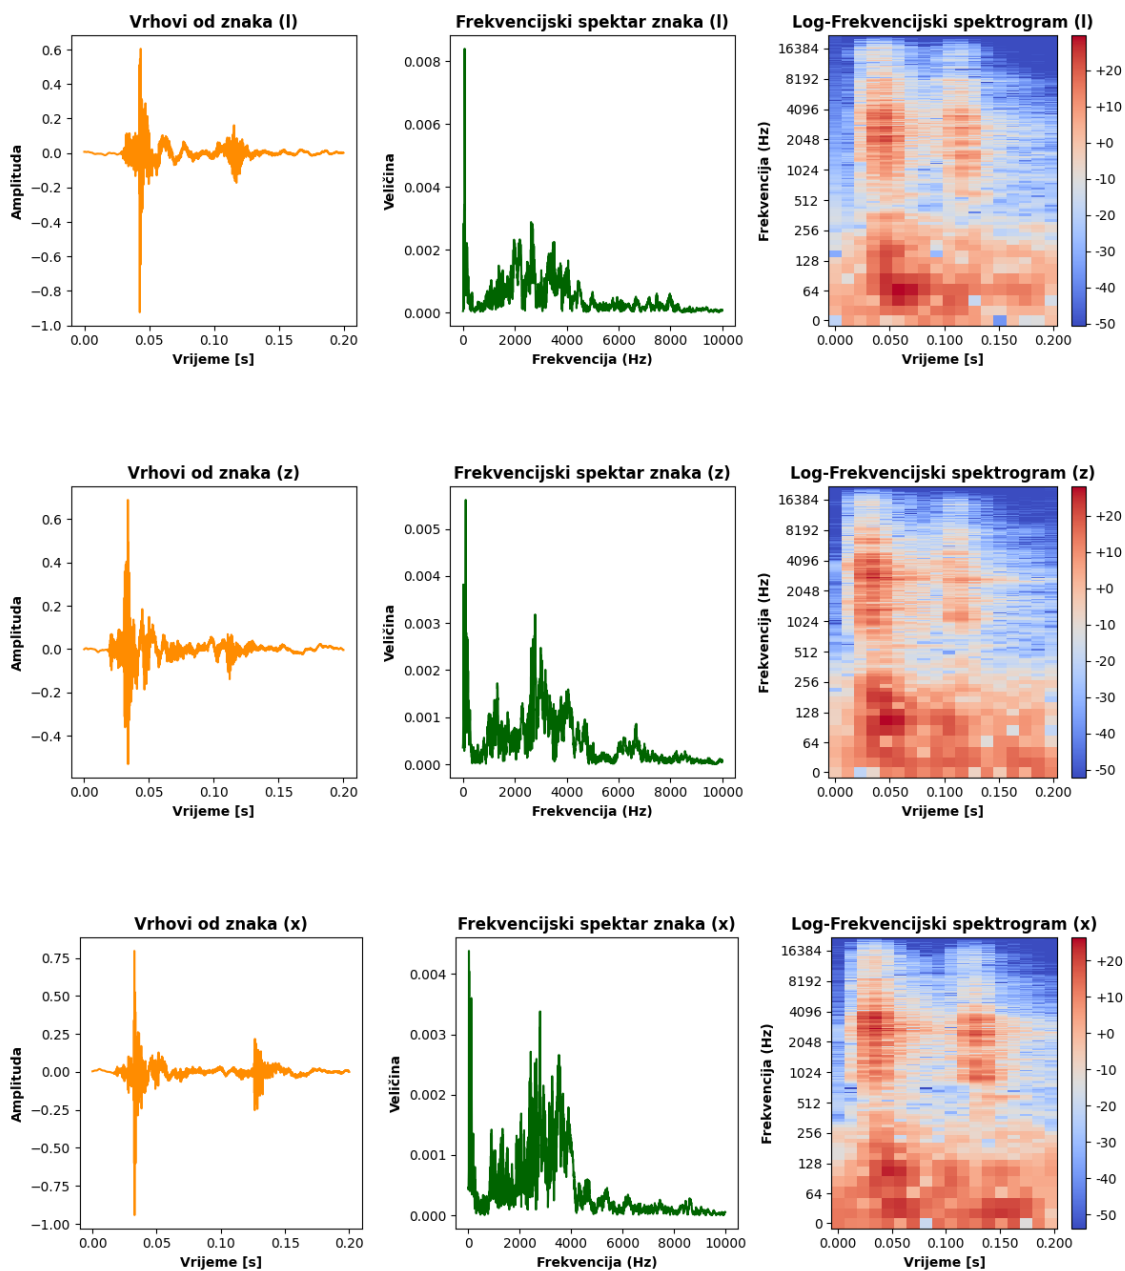 Vrhovi od znaka (l)
Frekvencijski spektar znaka (l)
Log-Frekvencijski spektrogram (l)
Amplituda
0.6
0.4
0.2
0.0
−0.2
−0.4
−0.6
−0.8
−1.0
0.00 0.05 0.10 0.15 0.20
Vrijeme [s]
Veličina
0.008
0.006
0.004
0.002
0.000
0 2000 4000 6000 8000 10000
Frekvencija (Hz)
Frekvencija (Hz)
16384
8192
4096
2048
1024
512
256
128
64
0
0.000 0.050 0.100 0.150 0.200
Vrijeme [s]
+20
+10
+0
-10
-20
-30
-40
-50
Vrhovi od znaka (z)
Frekvencijski spektar znaka (z)
Log-Frekvencijski spektrogram (z)
Amplituda
0.6
0.4
0.2
0.0
−0.2
−0.4
0.00 0.05 0.10 0.15 0.20
Vrijeme [s]
Veličina
0.005
0.004
0.003
0.002
0.001
0.000
0 2000 4000 6000 8000 10000
Frekvencija (Hz)
Frekvencija (Hz)
16384
8192
4096
2048
1024
512
256
128
64
0
0.000 0.050 0.100 0.150 0.200
Vrijeme [s]
+20
+10
+0
-10
-20
-30
-40
-50
Vrhovi od znaka (x)
Frekvencijski spektar znaka (x)
Log-Frekvencijski spektrogram (x)
Amplituda
0.75
0.50
0.25
0.00
−0.25
−0.50
−0.75
−1.00
0.00 0.05 0.10 0.15 0.20
Vrijeme [s]
Veličina
0.004
0.003
0.002
0.001
0.000
0 2000 4000 6000 8000 10000
Frekvencija (Hz)
Frekvencija (Hz)
16384
8192
4096
2048
1024
512
256
128
64
0
0.000 0.050 0.100 0.150 0.200
Vrijeme [s]
+20
+10
+0
-10
-20
-30
-40
-50